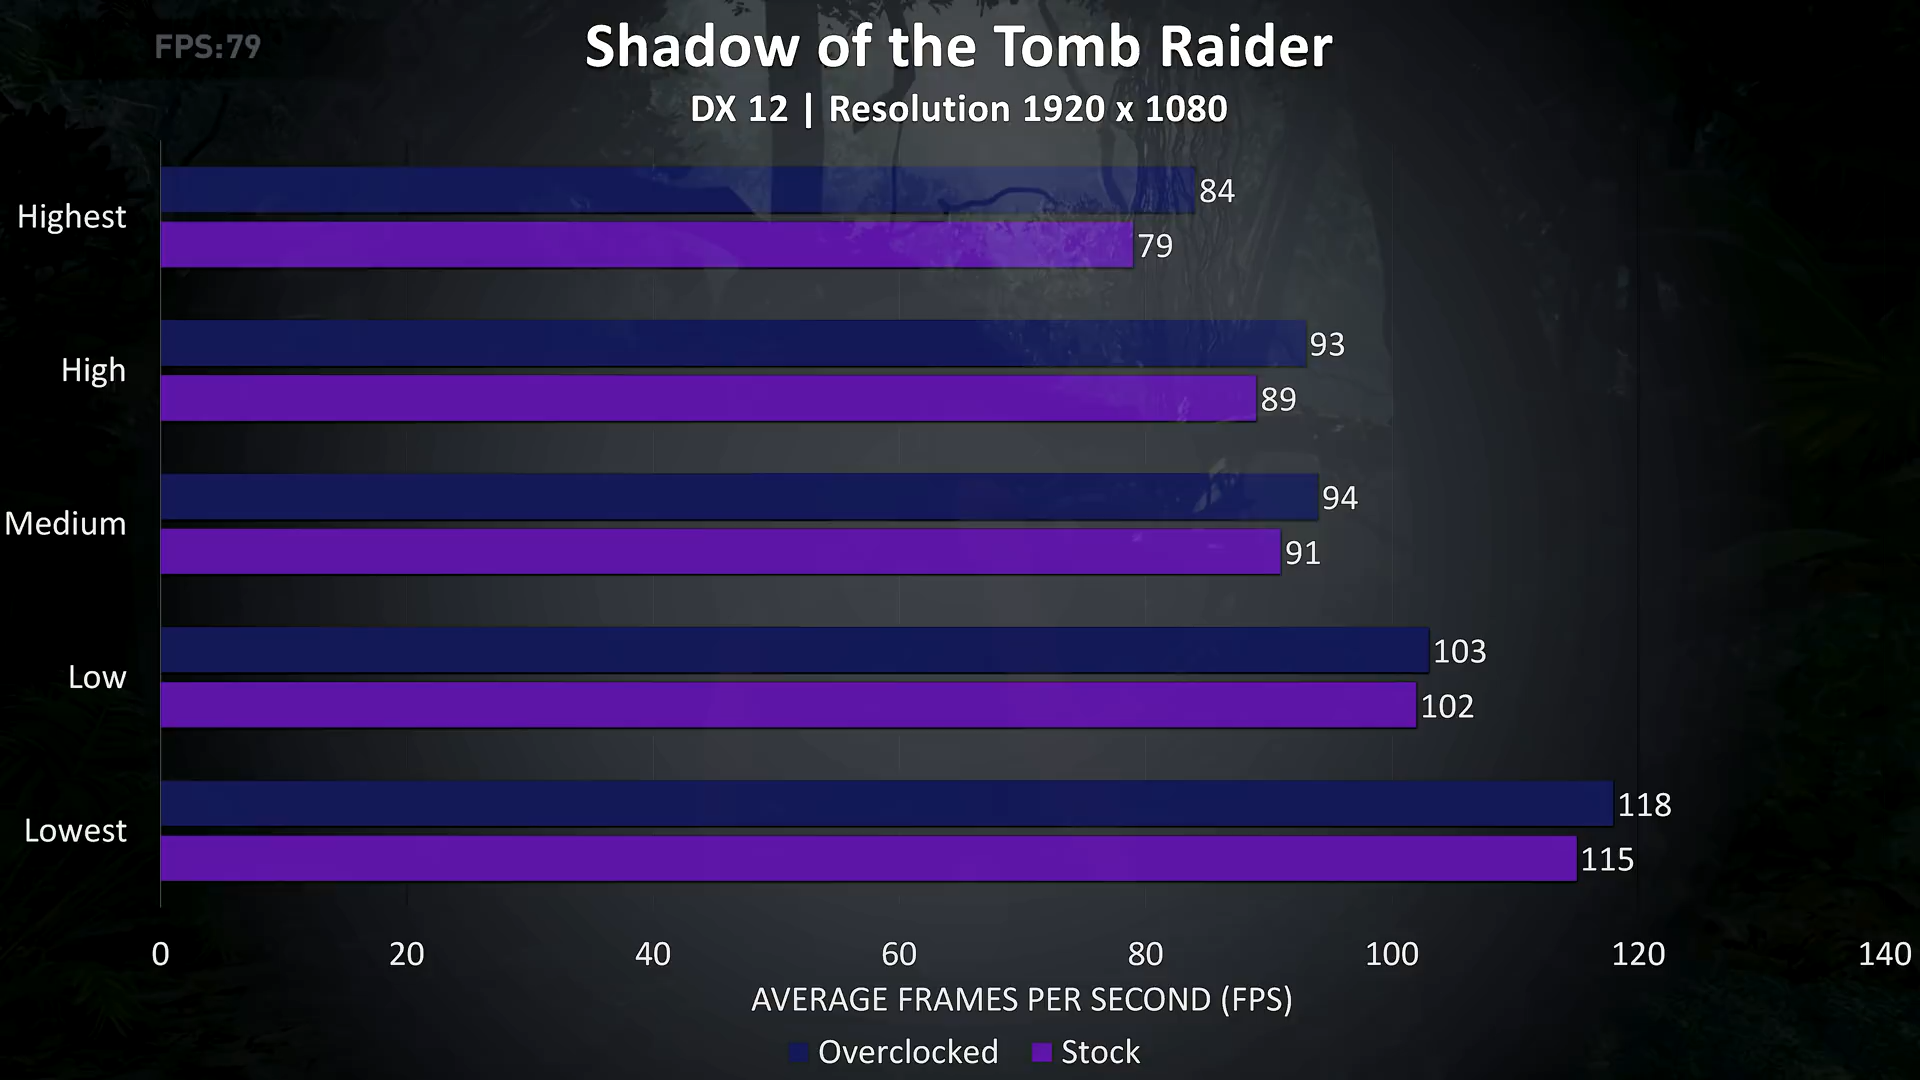 FPS:79
Shadow of the Tomb Raider
DX 12 | Resolution 1920 x 1080
Highest
84
79
High
93
89
Medium
94
91
Low
103
102
Lowest
118
115
0 20 40 60 80 100 120 140
AVERAGE FRAMES PER SECOND (FPS)
Overclocked Stock